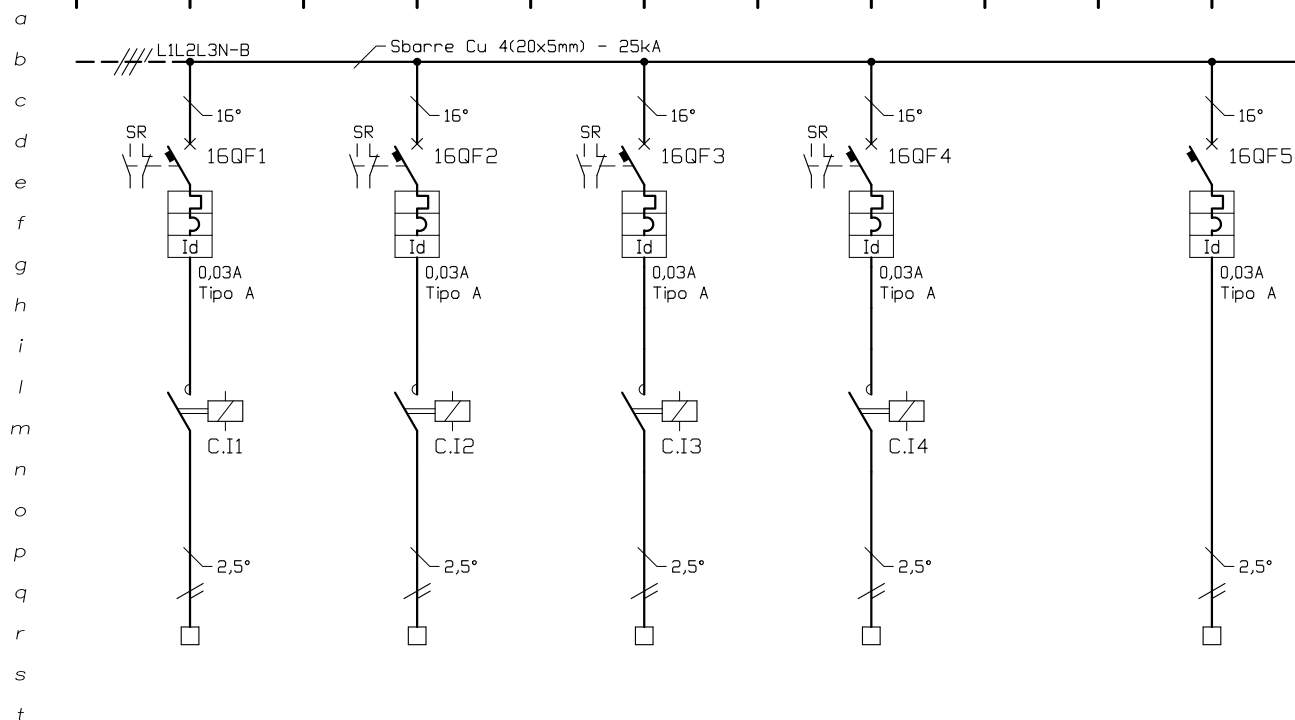 a
b
c
d
e
f
g
h
i
l
m
n
o
p
q
r
s
t
L1L2L3N-B
Sbarre Cu 4(20x5mm) - 25kA
16° 16° 16° 16° 16°
SR SR SR SR
16QF1 16QF2 16QF3 16QF4 16QF5
Id Id Id Id Id
0,03A 0,03A 0,03A 0,03A 0,03A
Tipo A Tipo A Tipo A Tipo A Tipo A
C.I1 C.I2 C.I3 C.I4
2,5° 2,5° 2,5° 2,5° 2,5°